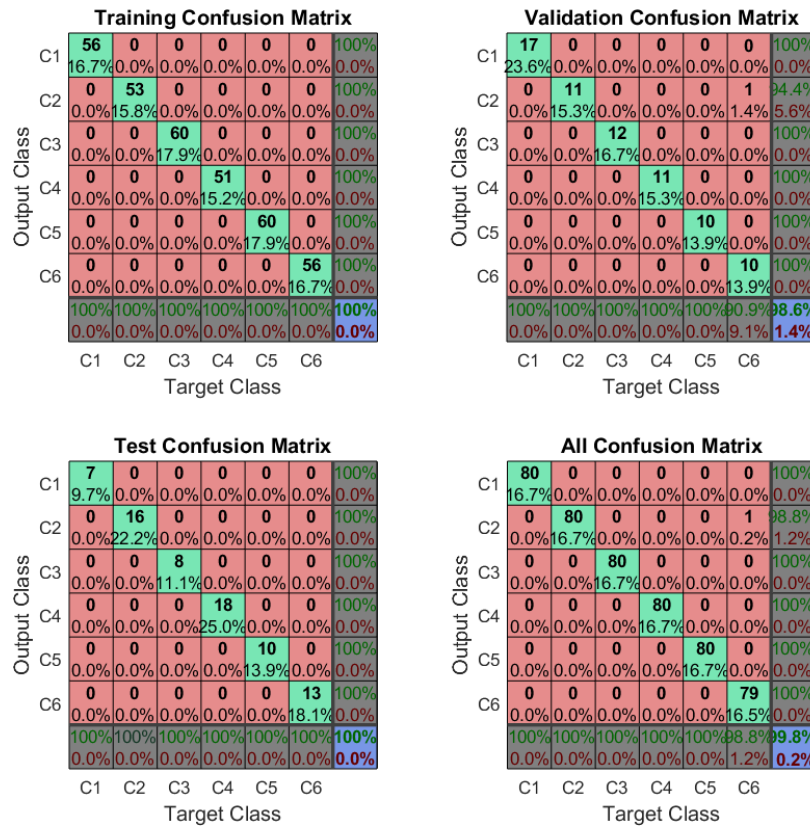 Training Confusion Matrix
Validation Confusion Matrix
Output Class
C1 56 0 0 0 0 0 100%
16.7% 0.0% 0.0% 0.0% 0.0% 0.0% 0.0%
C2 0 53 0 0 0 0 100%
0.0% 15.8% 0.0% 0.0% 0.0% 0.0% 0.0%
C3 0 0 60 0 0 0 100%
0.0% 0.0% 17.9% 0.0% 0.0% 0.0% 0.0%
C4 0 0 0 51 0 0 100%
0.0% 0.0% 0.0% 15.2% 0.0% 0.0% 0.0%
C5 0 0 0 0 60 0 100%
0.0% 0.0% 0.0% 0.0% 17.9% 0.0% 0.0%
C6 0 0 0 0 0 56 100%
0.0% 0.0% 0.0% 0.0% 0.0% 16.7% 0.0%
100% 100% 100% 100% 100% 100% 100%
0.0% 0.0% 0.0% 0.0% 0.0% 0.0% 0.0%
C1 C2 C3 C4 C5 C6
Target Class
Output Class
C1 17 0 0 0 0 0 100%
23.6% 0.0% 0.0% 0.0% 0.0% 0.0% 0.0%
C2 0 11 0 0 0 1 94.4%
0.0% 15.3% 0.0% 0.0% 0.0% 1.4% 5.6%
C3 0 0 12 0 0 0 100%
0.0% 0.0% 16.7% 0.0% 0.0% 0.0% 0.0%
C4 0 0 0 11 0 0 100%
0.0% 0.0% 0.0% 15.3% 0.0% 0.0% 0.0%
C5 0 0 0 0 10 0 100%
0.0% 0.0% 0.0% 0.0% 13.9% 0.0% 0.0%
C6 0 0 0 0 0 10 100%
0.0% 0.0% 0.0% 0.0% 0.0% 13.9% 0.0%
100% 100% 100% 100% 100% 90.9% 98.6%
0.0% 0.0% 0.0% 0.0% 0.0% 9.1% 1.4%
C1 C2 C3 C4 C5 C6
Target Class
Test Confusion Matrix
All Confusion Matrix
Output Class
C1 7 0 0 0 0 0 100%
9.7% 0.0% 0.0% 0.0% 0.0% 0.0% 0.0%
C2 0 16 0 0 0 0 100%
0.0% 22.2% 0.0% 0.0% 0.0% 0.0% 0.0%
C3 0 0 8 0 0 0 100%
0.0% 0.0% 11.1% 0.0% 0.0% 0.0% 0.0%
C4 0 0 0 18 0 0 100%
0.0% 0.0% 0.0% 25.0% 0.0% 0.0% 0.0%
C5 0 0 0 0 10 0 100%
0.0% 0.0% 0.0% 0.0% 13.9% 0.0% 0.0%
C6 0 0 0 0 0 13 100%
0.0% 0.0% 0.0% 0.0% 0.0% 18.1% 0.0%
100% 100% 100% 100% 100% 100% 100%
0.0% 0.0% 0.0% 0.0% 0.0% 0.0% 0.0%
C1 C2 C3 C4 C5 C6
Target Class
Output Class
C1 80 0 0 0 0 0 100%
16.7% 0.0% 0.0% 0.0% 0.0% 0.0% 0.0%
C2 0 80 0 0 0 1 98.8%
0.0% 16.7% 0.0% 0.0% 0.0% 0.2% 1.2%
C3 0 0 80 0 0 0 100%
0.0% 0.0% 16.7% 0.0% 0.0% 0.0% 0.0%
C4 0 0 0 80 0 0 100%
0.0% 0.0% 0.0% 16.7% 0.0% 0.0% 0.0%
C5 0 0 0 0 80 0 100%
0.0% 0.0% 0.0% 0.0% 16.7% 0.0% 0.0%
C6 0 0 0 0 0 79 100%
0.0% 0.0% 0.0% 0.0% 0.0% 16.5% 0.0%
100% 100% 100% 100% 100% 98.8% 99.8%
0.0% 0.0% 0.0% 0.0% 0.0% 1.2% 0.2%
C1 C2 C3 C4 C5 C6
Target Class